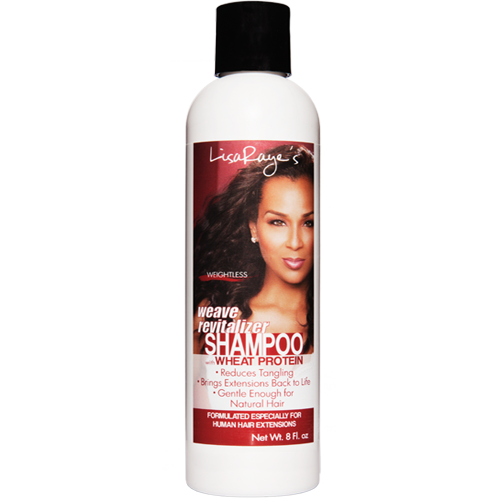 LisaRaye's
WEIGHTLESS
weave
revitalizer
SHAMPOO
with WHEAT PROTEIN
• Reduces Tangling
• Brings Extensions Back to Life
• Gentle Enough for
Natural Hair
FORMULATED ESPECIALLY FOR
HUMAN HAIR EXTENSIONS
Net Wt. 8 Fl. oz